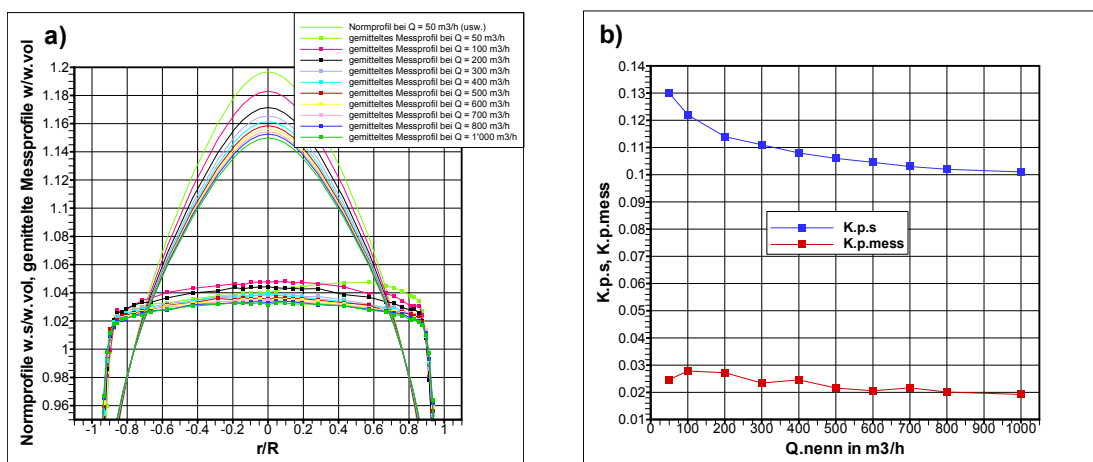 a)
Normprofil bei Q = 50 m3/h (usw.)
gemitteltes Messprofil bei Q = 50 m3/h
gemitteltes Messprofil bei Q = 100 m3/h
gemitteltes Messprofil bei Q = 200 m3/h
gemitteltes Messprofil bei Q = 300 m3/h
gemitteltes Messprofil bei Q = 400 m3/h
gemitteltes Messprofil bei Q = 500 m3/h
gemitteltes Messprofil bei Q = 600 m3/h
gemitteltes Messprofil bei Q = 700 m3/h
gemitteltes Messprofil bei Q = 800 m3/h
gemitteltes Messprofil bei Q = 1'000 m3/h
Normprofile w.s/w.vol, gemittelte Messprofile w/w.vol
1.2
1.18
1.16
1.14
1.12
1.1
1.08
1.06
1.04
1.02
1
0.98
0.96
-1 -0.8 -0.6 -0.4 -0.2 0 0.2 0.4 0.6 0.8 1
r/R
b)
K.p.s, K.p.mess
0.14
0.13
0.12
0.11
0.1
0.09
0.08
0.07
0.06
0.05
0.04
0.03
0.02
0.01
K.p.s
K.p.mess
0 100 200 300 400 500 600 700 800 900 1000
Q.nenn in m3/h